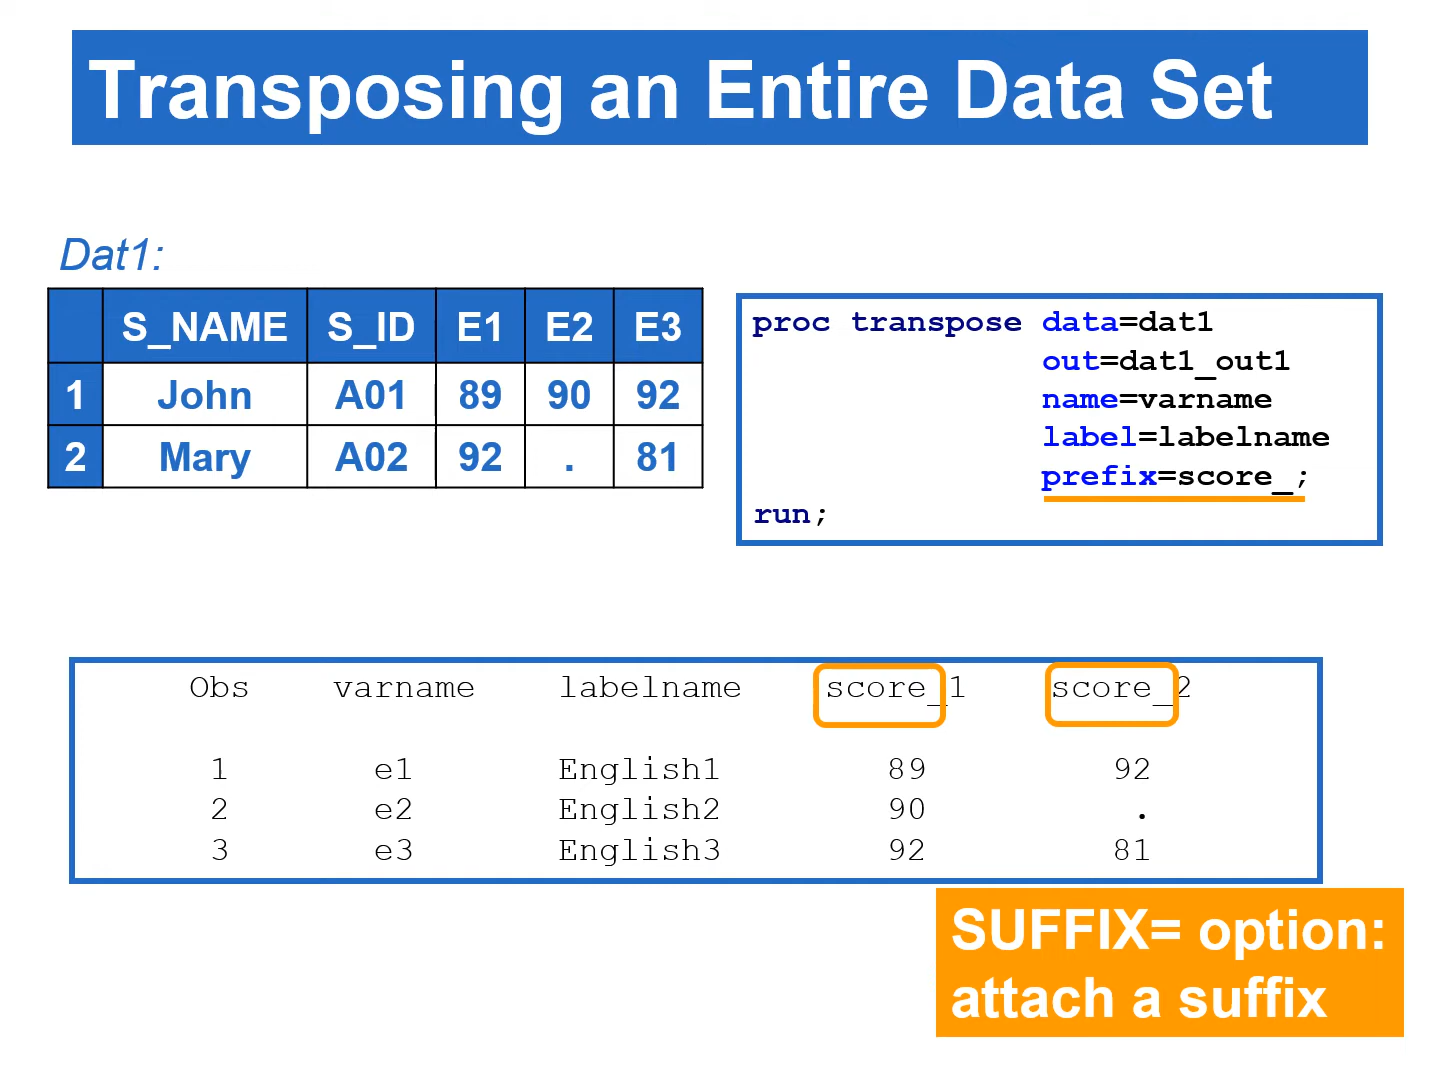 Transposing an Entire Data Set
Dat1:
S_NAME S_ID E1 E2 E3
1 John A01 89 90 92
2 Mary A02 92 . 81
proc transpose data=dat1
out=dat1_out1
name=varname
label=labelname
prefix=score_;
run;
Obs varname labelname score_1 score_2
1 e1 English1 89 92
2 e2 English2 90 .
3 e3 English3 92 81
SUFFIX= option:
attach a suffix